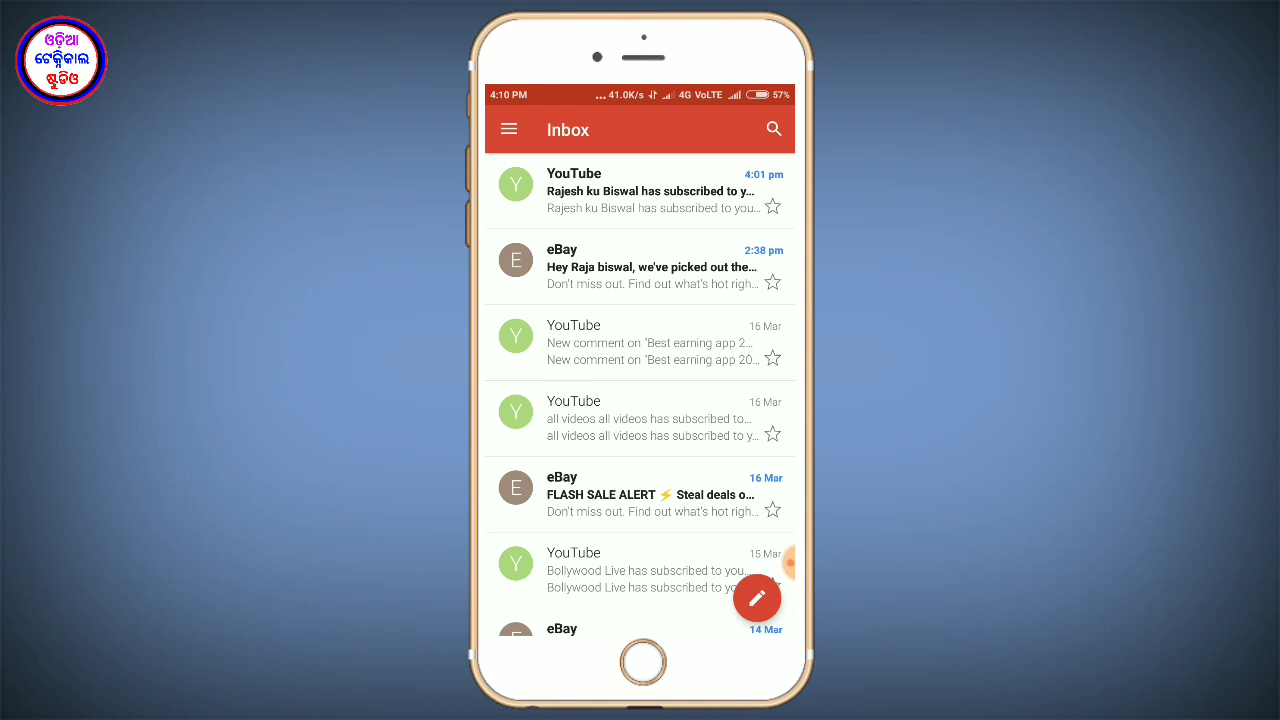 ଓଡ଼ିଆ
ଟେକ୍ନିକାଲ
ଷ୍ଟୁଡିଓ
4:10 PM ... 41.0K/s 4G VoLTE 57%
Inbox
YouTube 4:01 pm
Rajesh ku Biswal has subscribed to y...
Rajesh ku Biswal has subscribed to you...
eBay 2:38 pm
Hey Raja biswal, we've picked out the...
Don't miss out. Find out what's hot righ...
YouTube 16 Mar
New comment on "Best earning app 2...
New comment on "Best earning app 20...
YouTube 16 Mar
all videos all videos has subscribed to...
all videos all videos has subscribed to y...
eBay 16 Mar
FLASH SALE ALERT ⚡ Steal deals o...
Don't miss out. Find out what's hot righ...
YouTube 15 Mar
Bollywood Live has subscribed to you...
Bollywood Live has subscribed to yo
eBay 14 Mar